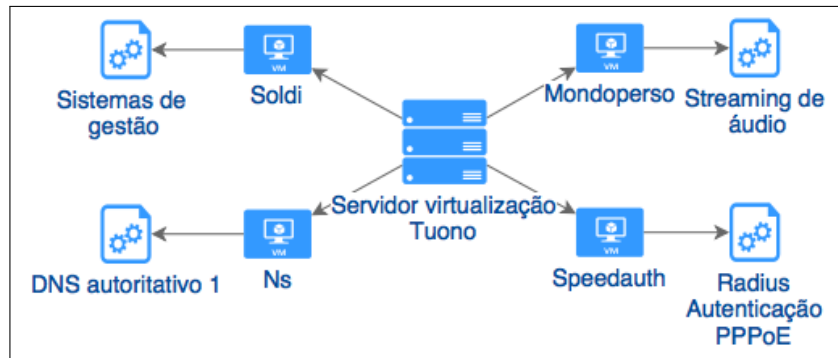 VM
VM
Sistemas de
gestão
Soldi
Mondoperso
Streaming de
áudio
Servidor virtualização
Tuono
VM
VM
DNS autoritativo 1
Ns
Speedauth
Radius
Autenticação
PPPoE